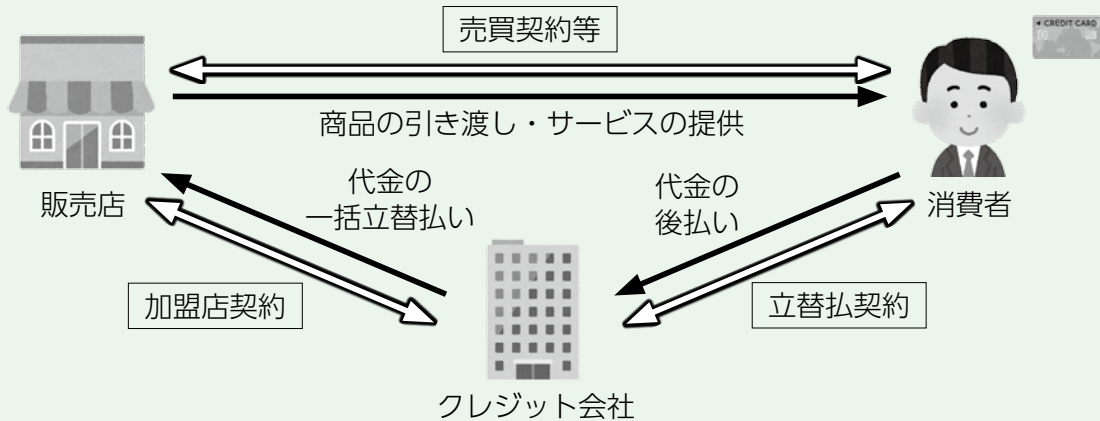 売買契約等
CREDIT CARD
商品の引き渡し・サービスの提供
販売店
代金の
一括立替払い
代金の
後払い
消費者
加盟店契約
立替払契約
クレジット会社